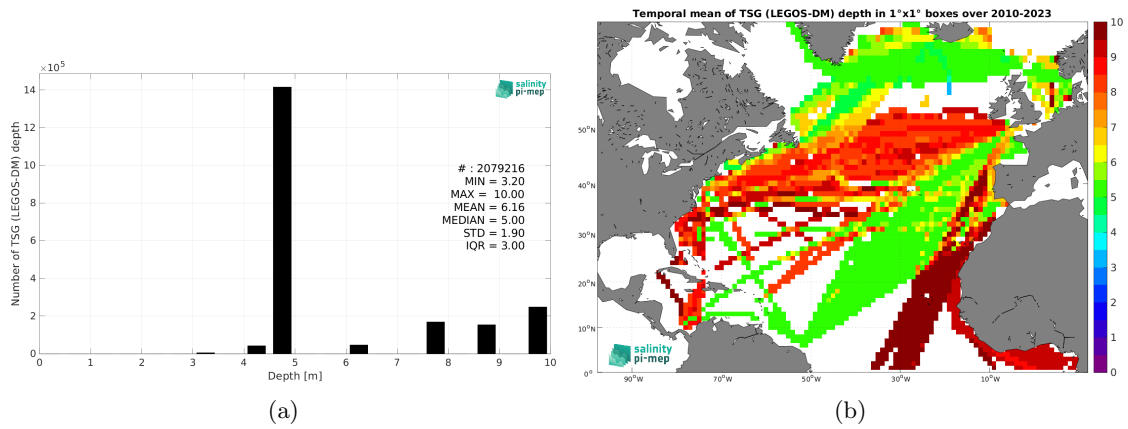 ×10⁵
14
12
10
8
6
4
2
0
Number of TSG (LEGOS-DM) depth
salinity
pi-mep
# : 2079216
MIN = 3.20
MAX = 10.00
MEAN = 6.16
MEDIAN = 5.00
STD = 1.90
IQR = 3.00
0 1 2 3 4 5 6 7 8 9 10
Depth [m]
(a)
Temporal mean of TSG (LEGOS-DM) depth in 1°x1° boxes over 2010-2023
50°N
40°N
30°N
20°N
10°N
0°
90°W 70°W 50°W 30°W 10°W
salinity
pi-mep
10
9
8
7
6
5
4
3
2
1
0
(b)